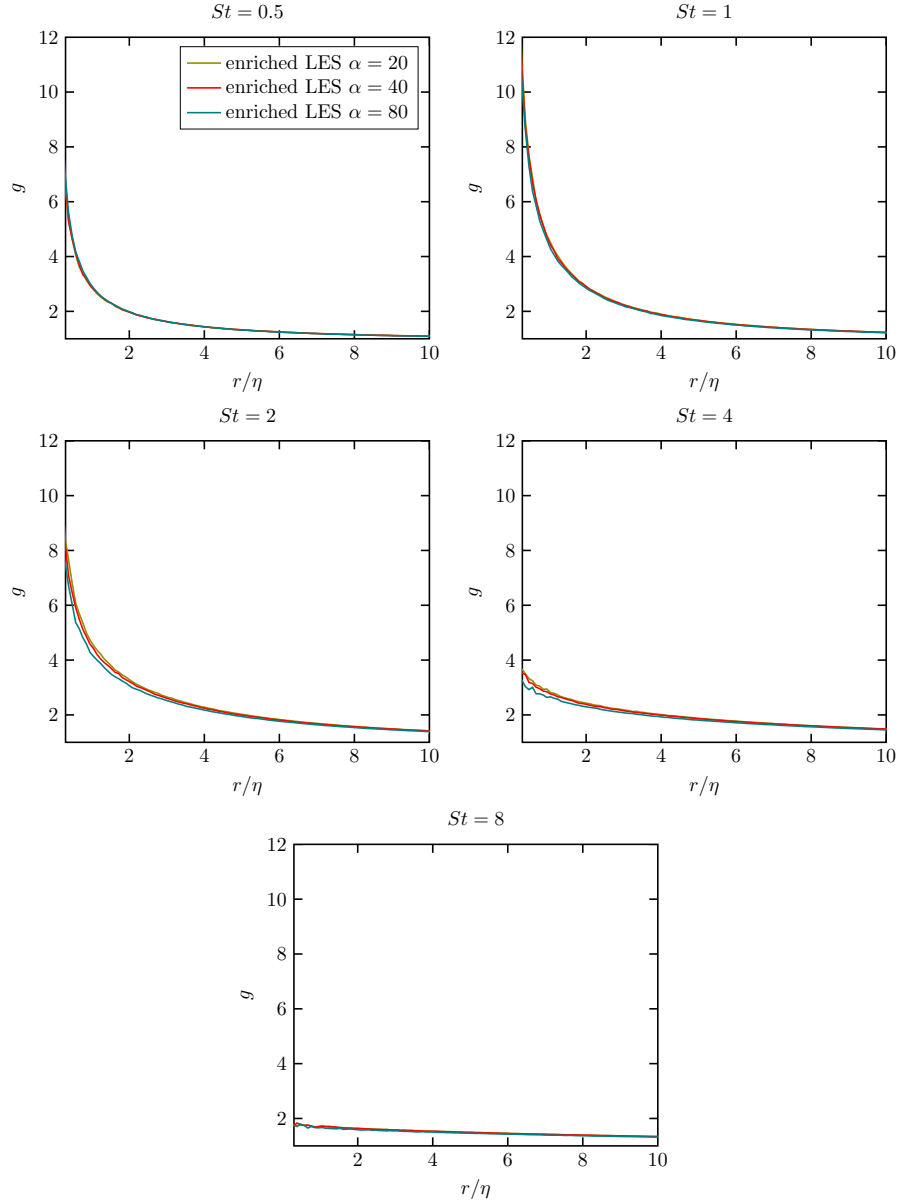 St = 0.5
12
10
8
6
4
2
g
enriched LES α = 20
enriched LES α = 40
enriched LES α = 80
2 4 6 8 10
r/η
St = 1
12
10
8
6
4
2
g
2 4 6 8 10
r/η
St = 2
12
10
8
6
4
2
g
2 4 6 8 10
r/η
St = 4
12
10
8
6
4
2
g
2 4 6 8 10
r/η
St = 8
12
10
8
6
4
2
g
2 4 6 8 10
r/η